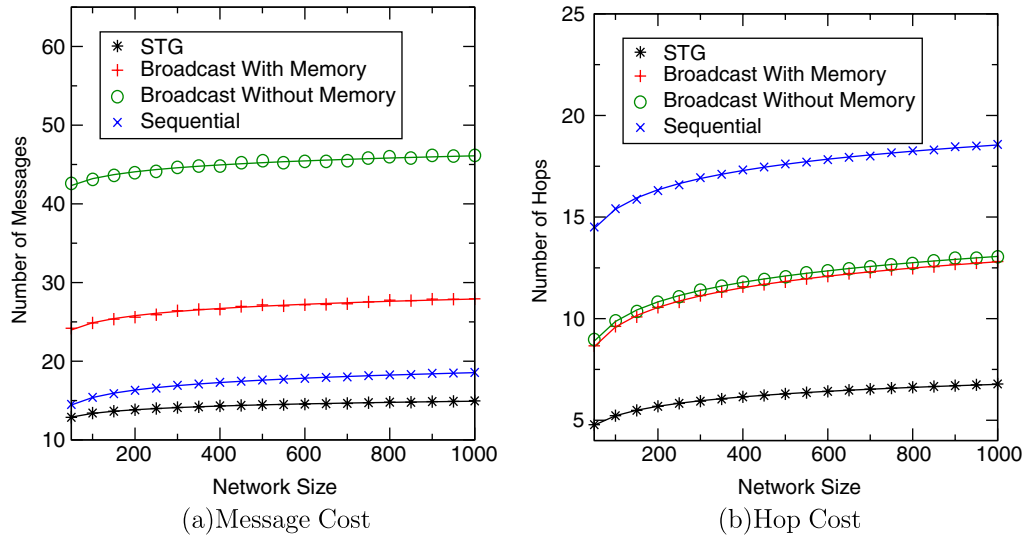 60
50
40
30
20
10
200
400
600
800
1000
Number of Messages
Network Size
STG
Broadcast With Memory
Broadcast Without Memory
Sequential
(a)Message Cost
25
20
15
10
5
200
400
600
800
1000
Number of Hops
Network Size
STG
Broadcast With Memory
Broadcast Without Memory
Sequential
(b)Hop Cost